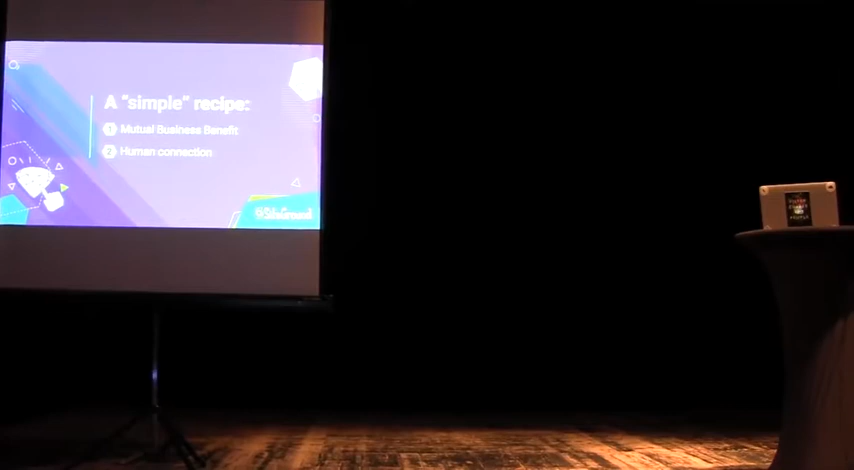 A "simple" recipe:
1 Mutual Business Benefit
2 Human connection